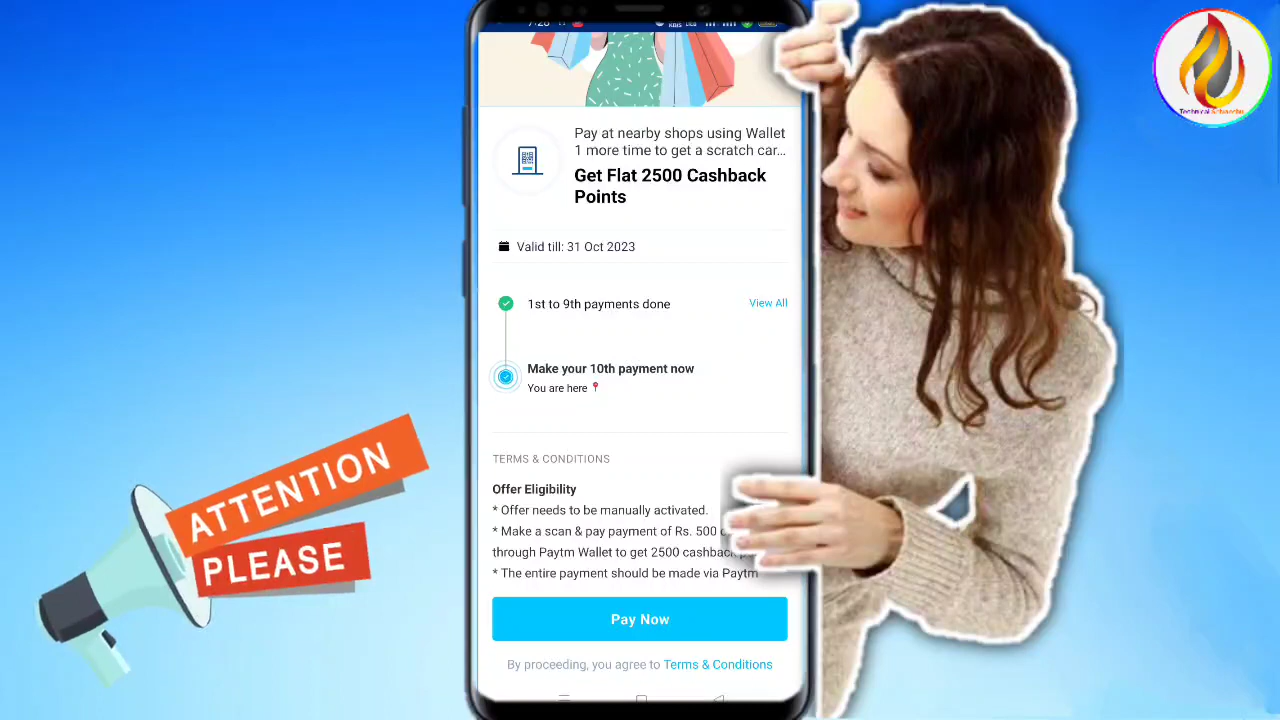 Pay at nearby shops using Wallet
1 more time to get a scratch car...
Get Flat 2500 Cashback
Points
Valid till: 31 Oct 2023
1st to 9th payments done
View All
Make your 10th payment now
You are here
TERMS & CONDITIONS
Offer Eligibility
* Offer needs to be manually activated.
* Make a scan & pay payment of Rs. 500
through Paytm Wallet to get 2500 cashback
* The entire payment should be made via Paytm
Pay Now
By proceeding, you agree to Terms & Conditions
ATTENTION
PLEASE
Technical